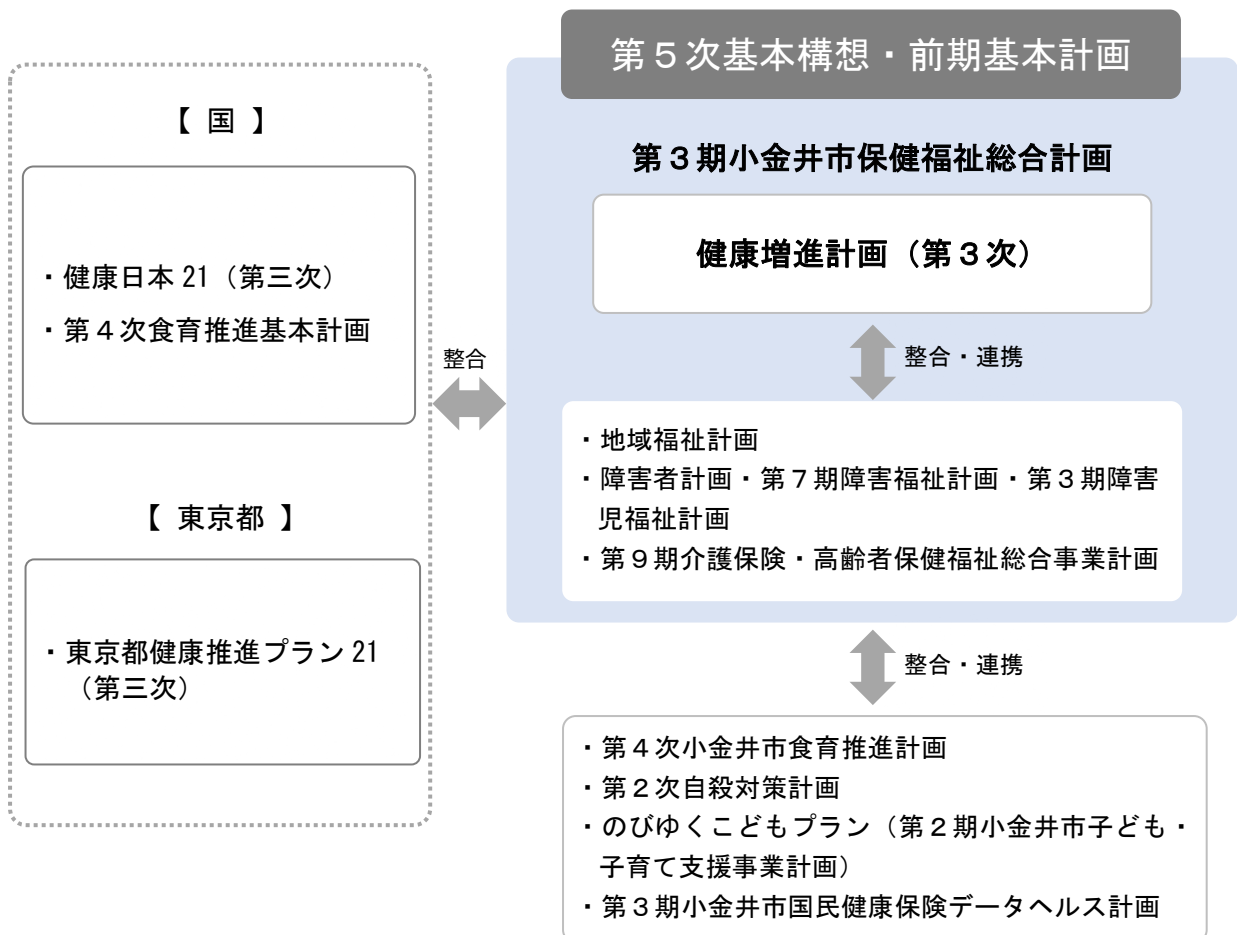 第５次基本構想・前期基本計画
【 国 】
・健康日本 21（第三次）
・第４次食育推進基本計画
【 東京都 】
・東京都健康推進プラン 21
（第三次）
整合
第３期小金井市保健福祉総合計画
健康増進計画（第３次）
整合・連携
・地域福祉計画
・障害者計画・第７期障害福祉計画・第３期障害
児福祉計画
・第９期介護保険・高齢者保健福祉総合事業計画
整合・連携
・第４次小金井市食育推進計画
・第２次自殺対策計画
・のびゆくこどもプラン（第２期小金井市子ども・
子育て支援事業計画）
・第３期小金井市国民健康保険データヘルス計画